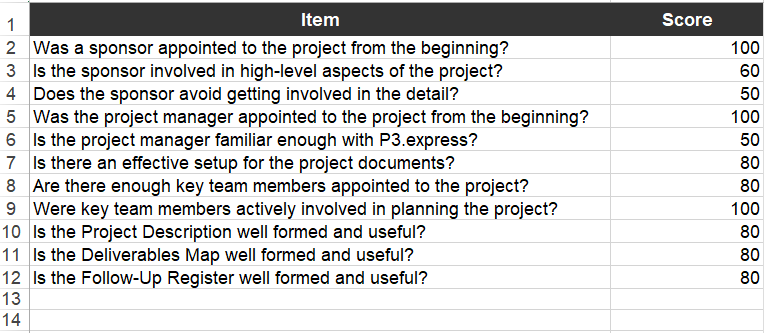 1 Item Score
2 Was a sponsor appointed to the project from the beginning? 100
3 Is the sponsor involved in high-level aspects of the project? 60
4 Does the sponsor avoid getting involved in the detail? 50
5 Was the project manager appointed to the project from the beginning? 100
6 Is the project manager familiar enough with P3.express? 50
7 Is there an effective setup for the project documents? 80
8 Are there enough key team members appointed to the project? 80
9 Were key team members actively involved in planning the project? 100
10 Is the Project Description well formed and useful? 80
11 Is the Deliverables Map well formed and useful? 80
12 Is the Follow-Up Register well formed and useful? 80
13
14